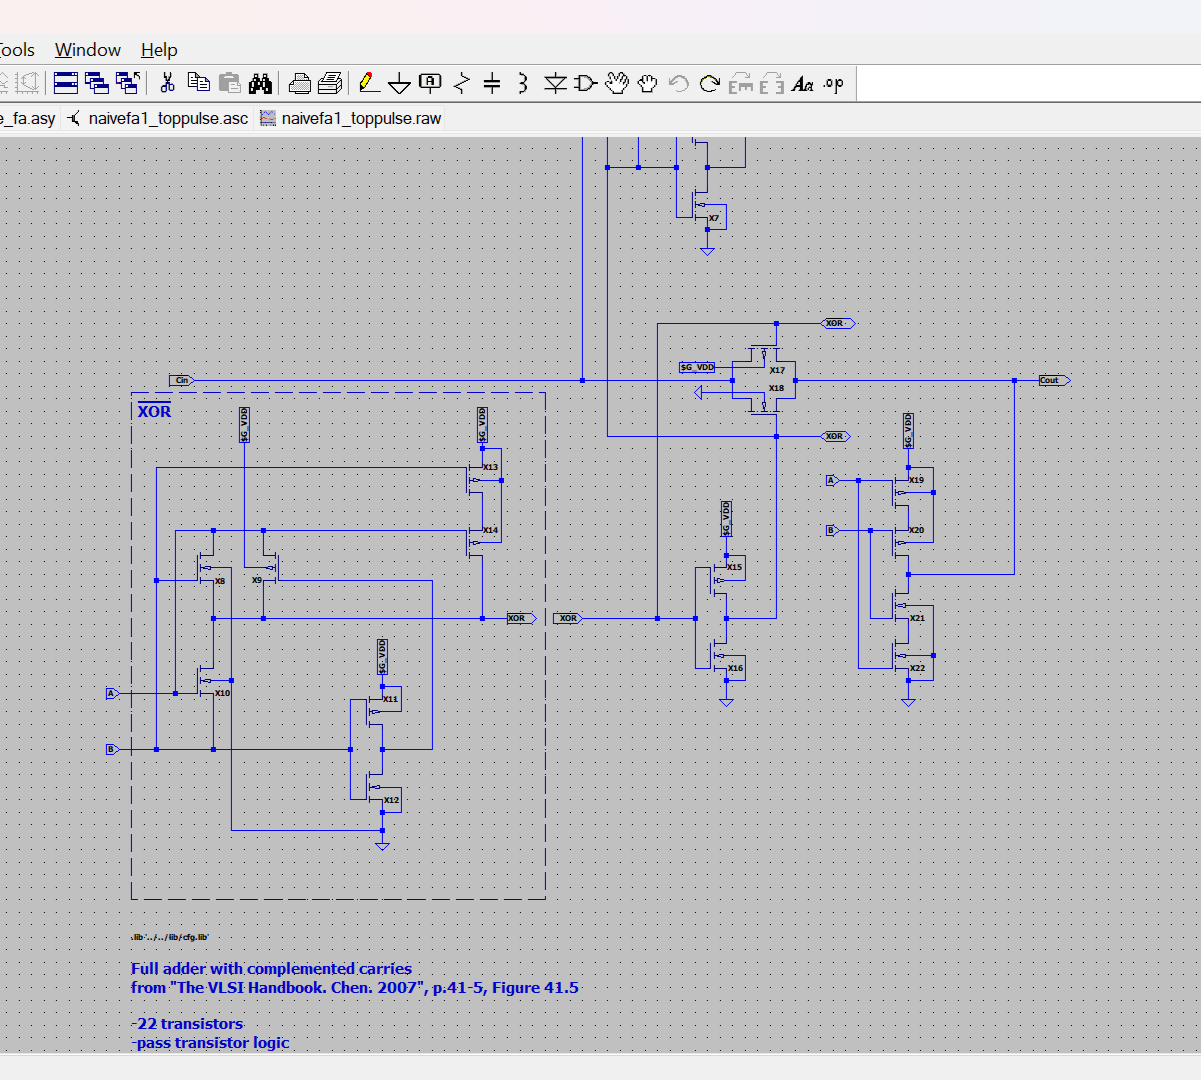 Tools Window Help
.op
e_fa.asy naivefa1_toppulse.asc naivefa1_toppulse.raw
X7
XOR
$G_VDD X17
Cin
Cout
X18
XOR
$G_VDD
$G_VDD
XOR
$G_VDD
X13
A
X19
$G_VDD
X14
B
X20
X8
X9
X15
XOR
XOR
X21
$G_VDD
X16
X22
A
X10
X11
B
X12
.lib '../../lib/cfg.lib'
Full adder with complemented carries
from "The VLSI Handbook. Chen. 2007", p.41-5, Figure 41.5
-22 transistors
-pass transistor logic